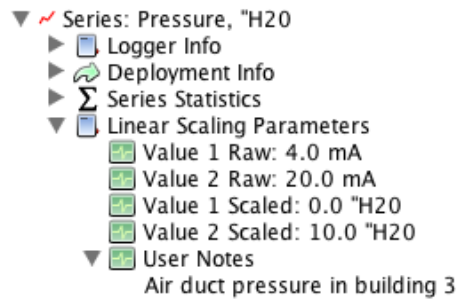 Series: Pressure, "H20
Logger Info
Deployment Info
Series Statistics
Linear Scaling Parameters
Value 1 Raw: 4.0 mA
Value 2 Raw: 20.0 mA
Value 1 Scaled: 0.0 "H20
Value 2 Scaled: 10.0 "H20
User Notes
Air duct pressure in building 3